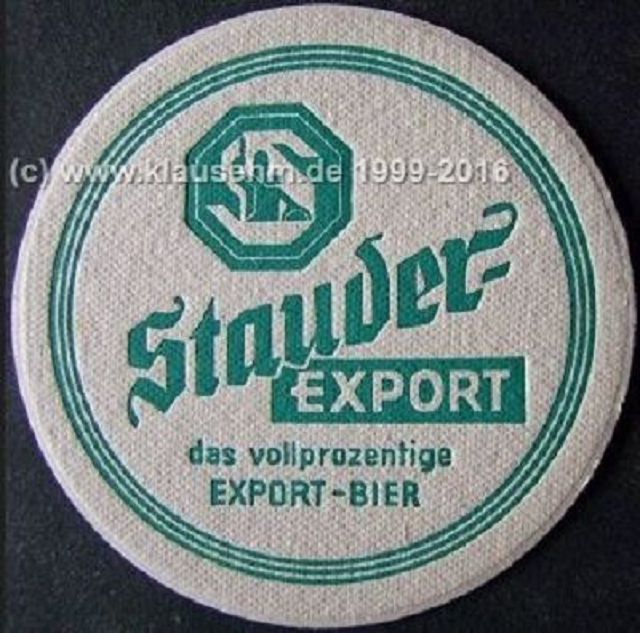 (c) www.klausehm.de 1999-2016
Stauder-
EXPORT
das vollprozentige
EXPORT-BIER